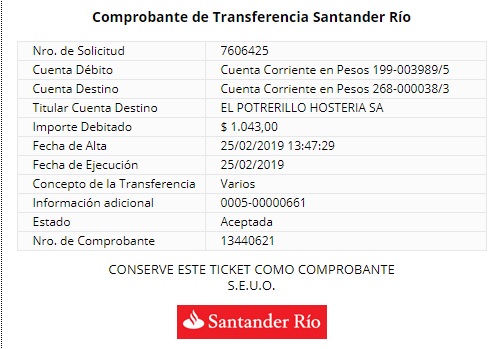 Comprobante de Transferencia Santander Río
Nro. de Solicitud 7606425
Cuenta Débito Cuenta Corriente en Pesos 199-003989/5
Cuenta Destino Cuenta Corriente en Pesos 268-000038/3
Titular Cuenta Destino EL POTRERILLO HOSTERIA SA
Importe Debitado $ 1.043,00
Fecha de Alta 25/02/2019 13:47:29
Fecha de Ejecución 25/02/2019
Concepto de la Transferencia Varios
Información adicional 0005-00000661
Estado Aceptada
Nro. de Comprobante 13440621
CONSERVE ESTE TICKET COMO COMPROBANTE
S.E.U.O.
Santander Río